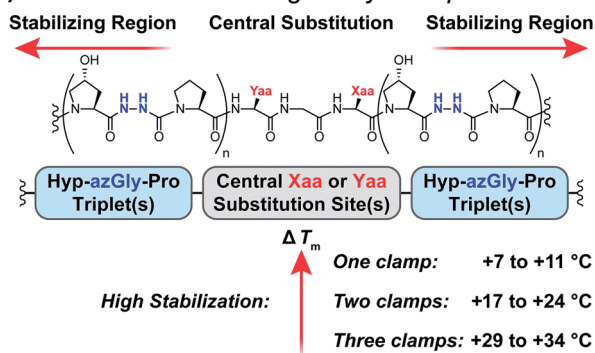 Stabilizing Region Central Substitution Stabilizing Region
OH OH
Yaa Xaa
N H N H N O O N O H N O H N O H N O N H N H N O O N O
n n
Hyp-azGly-Pro Triplet(s)
Central Xaa or Yaa Substitution Site(s)
Hyp-azGly-Pro Triplet(s)
Δ Tm
High Stabilization:
One clamp: +7 to +11 °C
Two clamps: +17 to +24 °C
Three clamps: +29 to +34 °C